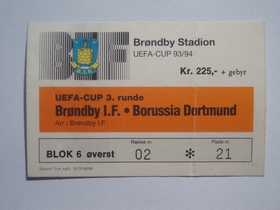 BIF
Brøndby Stadion
UEFA-CUP 93/94
Kr. 225,- + gebyr
UEFA-CUP 3. runde
Brøndby I.F. • Borussia Dortmund
Arr.: Brøndby I.F.
Række nr.
Plads nr.
BLOK 6 øverst
02 * 21